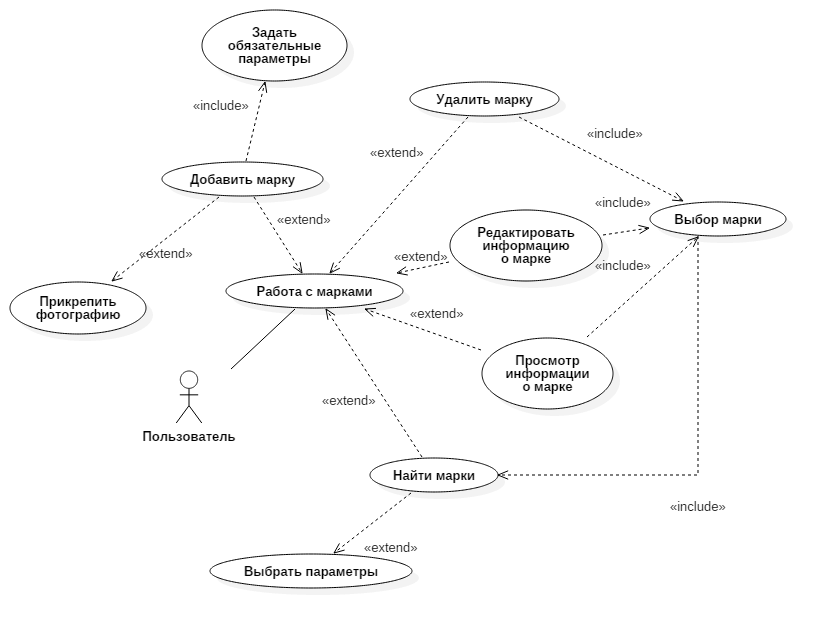 Задать
обязательные
параметры
«include»
Удалить марку
«include»
«extend»
Добавить марку
«include»
Выбор марки
«extend»
Редактировать
информацию
о марке
«extend»
«extend»
«include»
Работа с марками
Прикрепить
фотографию
«extend»
Просмотр
информации
о марке
«extend»
Пользователь
Найти марки
«include»
«extend»
Выбрать параметры